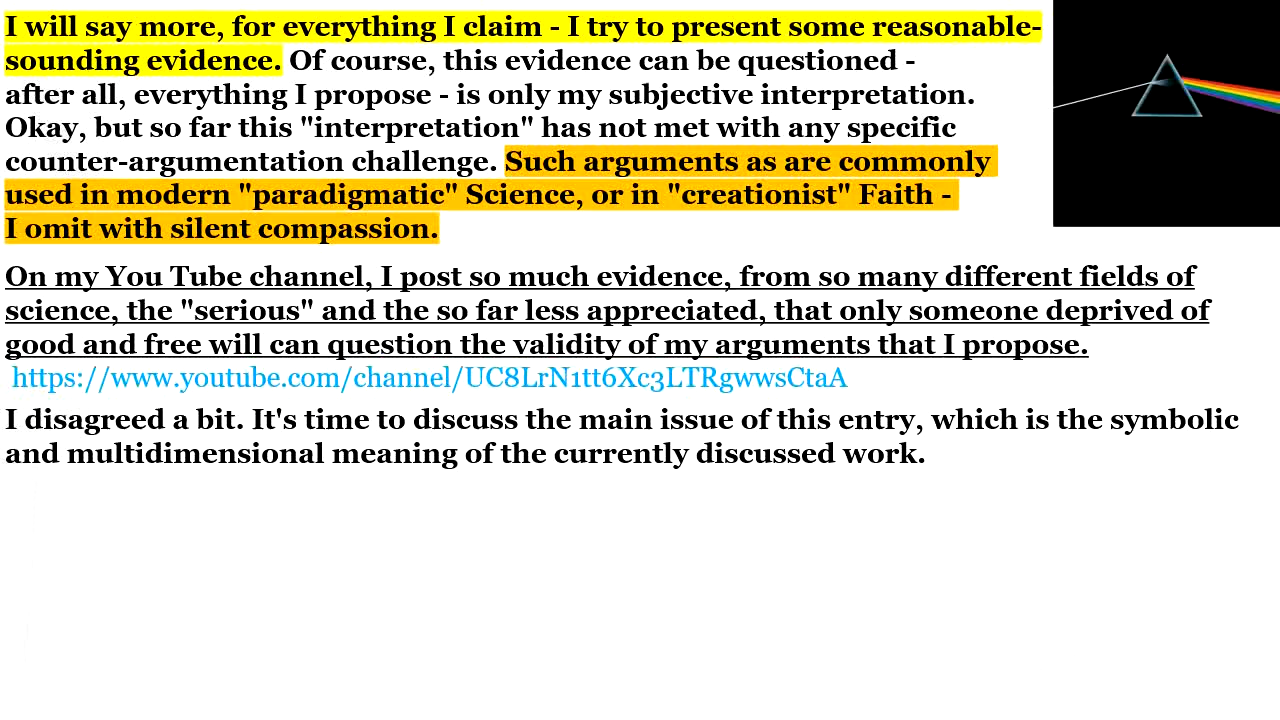 I will say more, for everything I claim - I try to present some reasonable-
sounding evidence. Of course, this evidence can be questioned -
after all, everything I propose - is only my subjective interpretation.
Okay, but so far this "interpretation" has not met with any specific
counter-argumentation challenge. Such arguments as are commonly
used in modern "paradigmatic" Science, or in "creationist" Faith -
I omit with silent compassion.
On my You Tube channel, I post so much evidence, from so many different fields of
science, the "serious" and the so far less appreciated, that only someone deprived of
good and free will can question the validity of my arguments that I propose.
https://www.youtube.com/channel/UC8LrN1tt6Xc3LTRgwwsCtaA
I disagreed a bit. It's time to discuss the main issue of this entry, which is the symbolic
and multidimensional meaning of the currently discussed work.